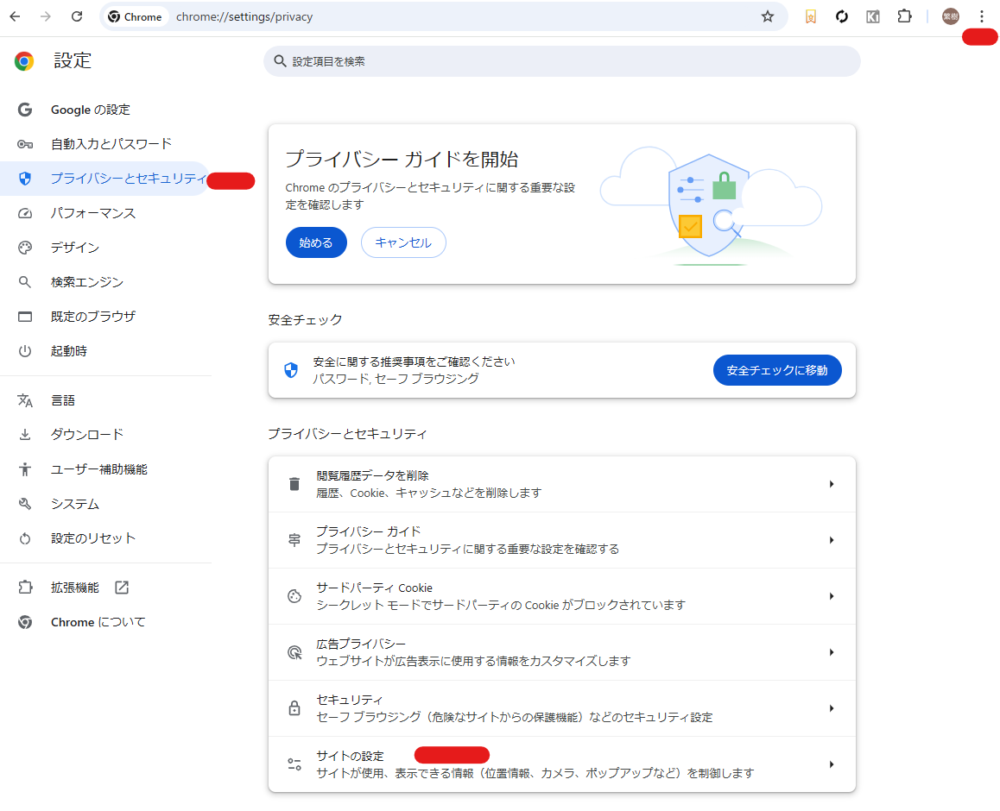 Chrome
chrome://settings/privacy
繁樹
設定
設定項目を検索
Google の設定
自動入力とパスワード
プライバシーとセキュリティ
パフォーマンス
デザイン
検索エンジン
既定のブラウザ
起動時
言語
ダウンロード
ユーザー補助機能
システム
設定のリセット
拡張機能
Chrome について
プライバシー ガイドを開始
Chrome のプライバシーとセキュリティに関する重要な設
定を確認します
始める
キャンセル
安全チェック
安全に関する推奨事項をご確認ください
パスワード, セーフ ブラウジング
安全チェックに移動
プライバシーとセキュリティ
閲覧履歴データを削除
履歴、Cookie、キャッシュなどを削除します
プライバシー ガイド
プライバシーとセキュリティに関する重要な設定を確認する
サードパーティ Cookie
シークレット モードでサードパーティの Cookie がブロックされています
広告プライバシー
ウェブサイトが広告表示に使用する情報をカスタマイズします
セキュリティ
セーフ ブラウジング（危険なサイトからの保護機能）などのセキュリティ設定
サイトの設定
サイトが使用、表示できる情報（位置情報、カメラ、ポップアップなど）を制御します